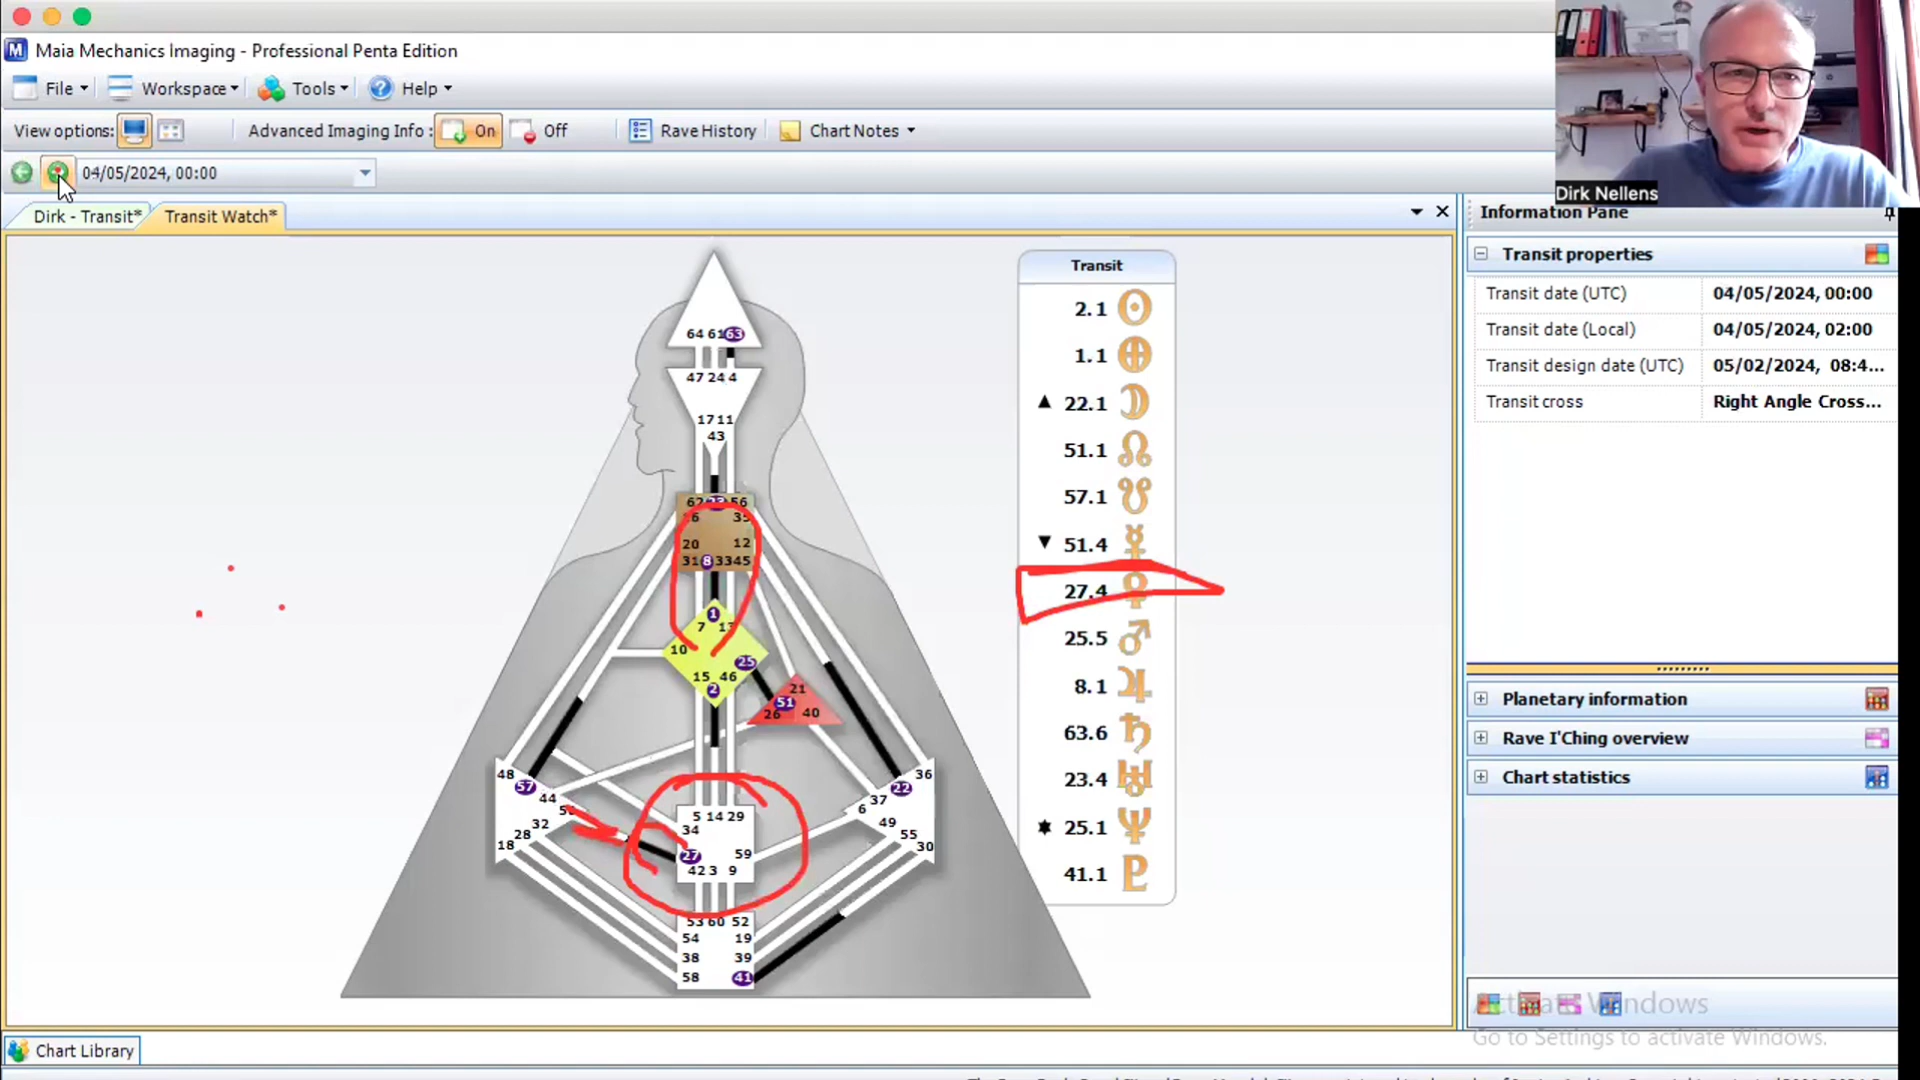 Maia Mechanics Imaging - Professional Penta Edition
File Workspace Tools Help
View options: Advanced Imaging Info : On Off Rave History Chart Notes
04/05/2024, 00:00
Dirk Nellens
Dirk - Transit* Transit Watch*
Information Pane
Transit properties
Transit date (UTC) 04/05/2024, 00:00
Transit date (Local) 04/05/2024, 02:00
Transit design date (UTC) 05/02/2024, 08:4...
Transit cross Right Angle Cross...
Planetary information
Rave I'Ching overview
Chart statistics
Transit
2.1
1.1
22.1
51.1
57.1
51.4
27.4
25.5
8.1
63.6
23.4
25.1
41.1
64 61 63
47 24 4
17 11
43
62 23 56
16 35
20 12
31 8 33 45
1
7 13
10
25
15 46
2
21
51
26 40
48
57
44
32
28
18
36
22
37
6
49
55
30
5 14 29
34
27 59
42 3 9
53 60 52
54 19
38 39
58 41
Activate Windows
Go to Settings to activate Windows.
Chart Library